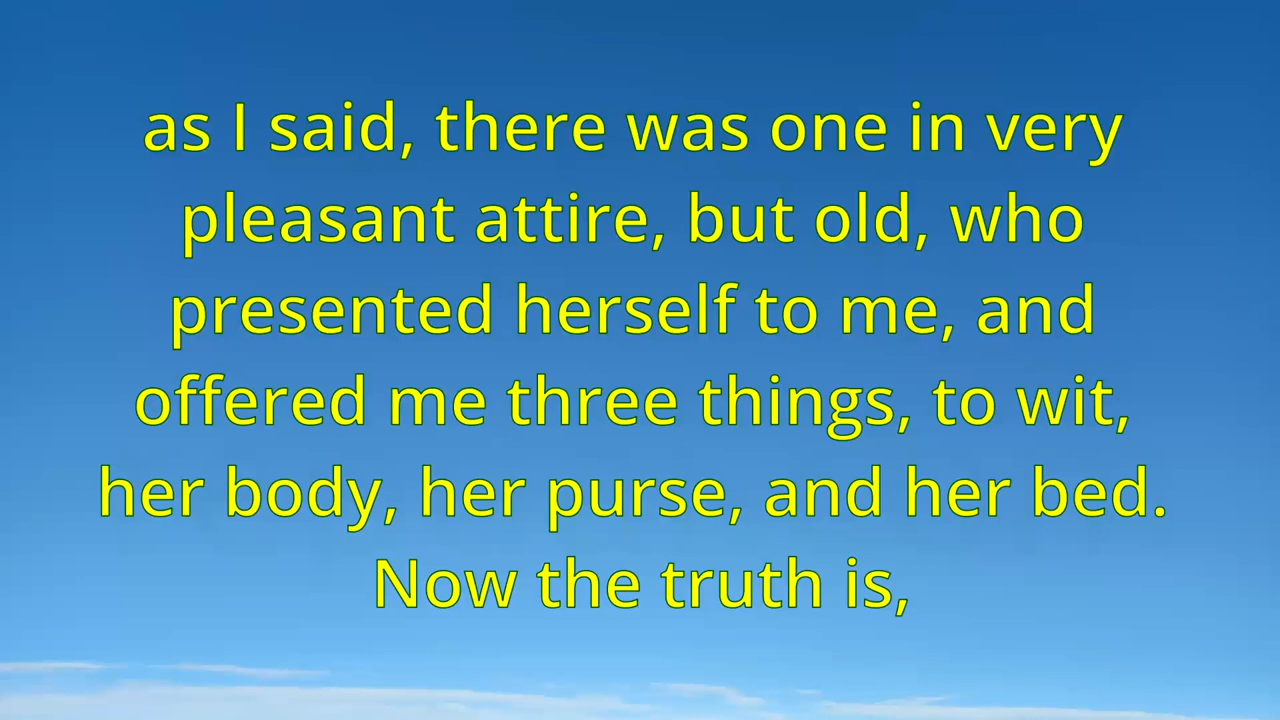 as I said, there was one in very
pleasant attire, but old, who
presented herself to me, and
offered me three things, to wit,
her body, her purse, and her bed.
Now the truth is,